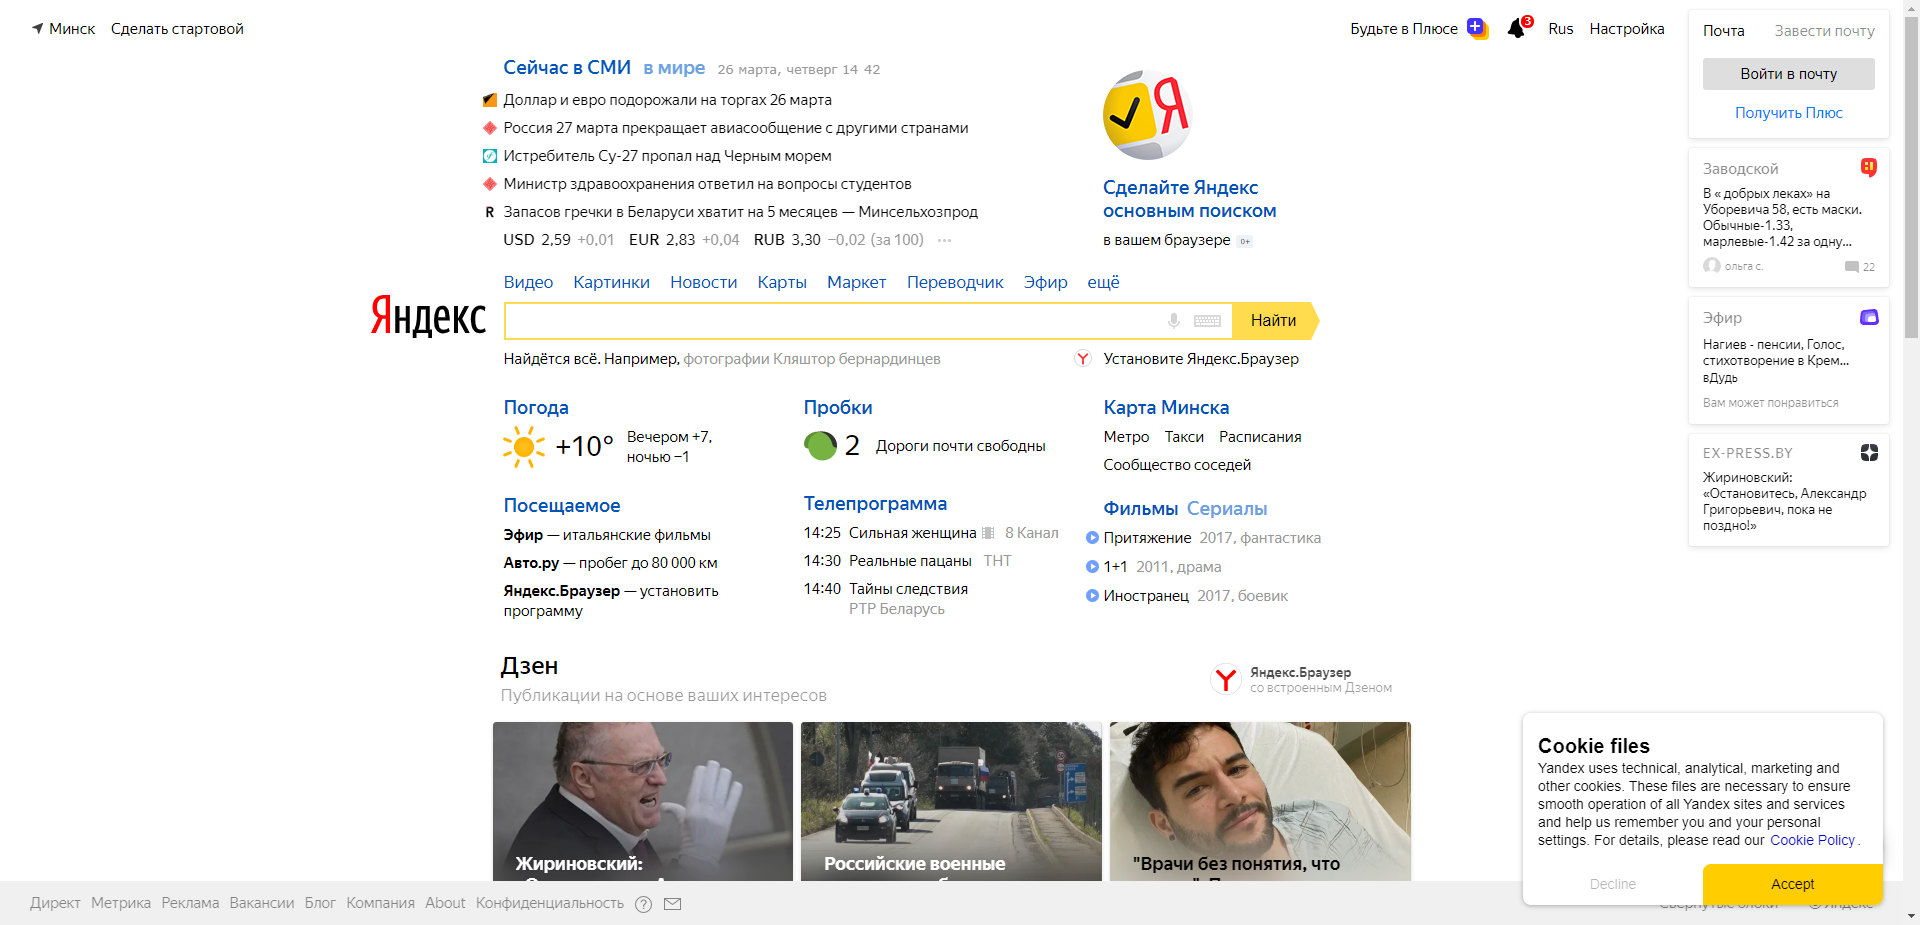 Минск Сделать стартовой
Будьте в Плюсе 3 Rus Настройка
Сейчас в СМИ в мире 26 марта, четверг 14 42
Доллар и евро подорожали на торгах 26 марта
Россия 27 марта прекращает авиасообщение с другими странами
Истребитель Су-27 пропал над Черным морем
Министр здравоохранения ответил на вопросы студентов
R Запасов гречки в Беларуси хватит на 5 месяцев — Минсельхозпрод
USD 2,59 +0,01 EUR 2,83 +0,04 RUB 3,30 −0,02 (за 100) ···
Я
Сделайте Яндекс
основным поиском
в вашем браузере 0+
Видео Картинки Новости Карты Маркет Переводчик Эфир ещё
Яндекс
Найти
Найдётся всё. Например, фотографии Кляштор бернардинцев
Установите Яндекс.Браузер
Погода
+10°
Вечером +7,
ночью −1
Пробки
2 Дороги почти свободны
Карта Минска
Метро Такси Расписания
Сообщество соседей
Посещаемое
Эфир — итальянские фильмы
Авто.ру — пробег до 80 000 км
Яндекс.Браузер — установить
программу
Телепрограмма
14:25 Сильная женщина 8 Канал
14:30 Реальные пацаны ТНТ
14:40 Тайны следствия
РТР Беларусь
Фильмы Сериалы
Притяжение 2017, фантастика
1+1 2011, драма
Иностранец 2017, боевик
Дзен
Публикации на основе ваших интересов
Яндекс.Браузер
со встроенным Дзеном
Жириновский:
Российские военные
"Врачи без понятия, что
Почта Завести почту
Войти в почту
Получить Плюс
Заводской
В « добрых леках» на
Уборевича 58, есть маски.
Обычные-1.33,
марлевые-1.42 за одну...
ольга с. 22
Эфир
Нагиев - пенсии, Голос,
стихотворение в Крем...
вДудь
Вам может понравиться
EX-PRESS.BY
Жириновский:
«Остановитесь, Александр
Григорьевич, пока не
поздно!»
Cookie files
Yandex uses technical, analytical, marketing and
other cookies. These files are necessary to ensure
smooth operation of all Yandex sites and services
and help us remember you and your personal
settings. For details, please read our Cookie Policy.
Decline Accept
Директ Метрика Реклама Вакансии Блог Компания About Конфиденциальность ?
Свернутые блоки © Яндекс